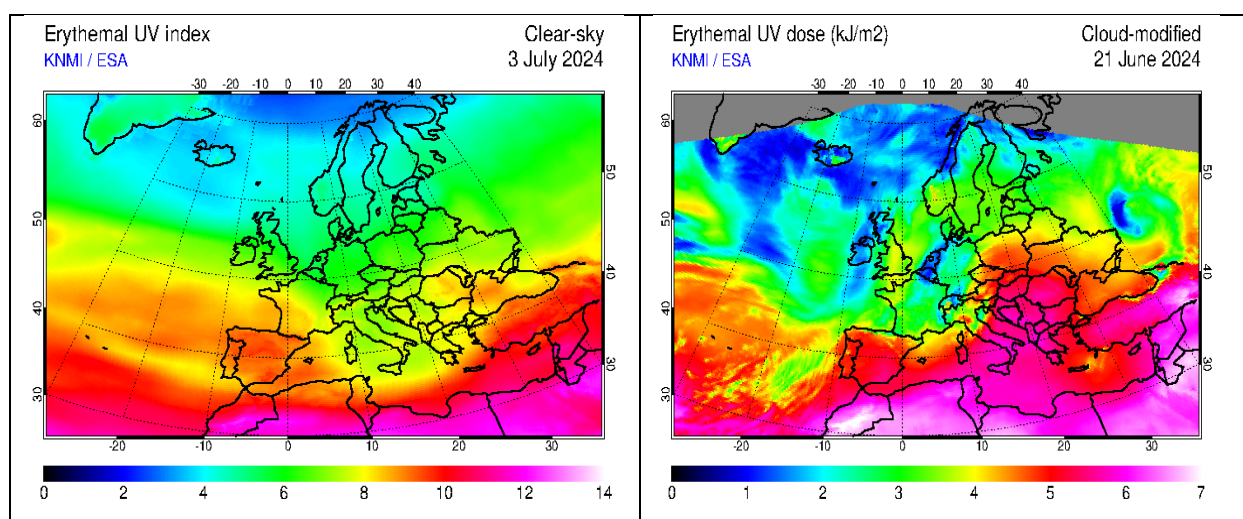 Erythemal UV index
Clear-sky
KNMI / ESA
3 July 2024
-30 -20 -10 0 10 20 30 40
60
50
40
30
50
40
30
-20 -10 0 10 20 30
0 2 4 6 8 10 12 14
Erythemal UV dose (kJ/m2)
Cloud-modified
KNMI / ESA
21 June 2024
-30 -20 -10 0 10 20 30 40
60
50
40
30
50
40
30
-20 -10 0 10 20 30
0 1 2 3 4 5 6 7